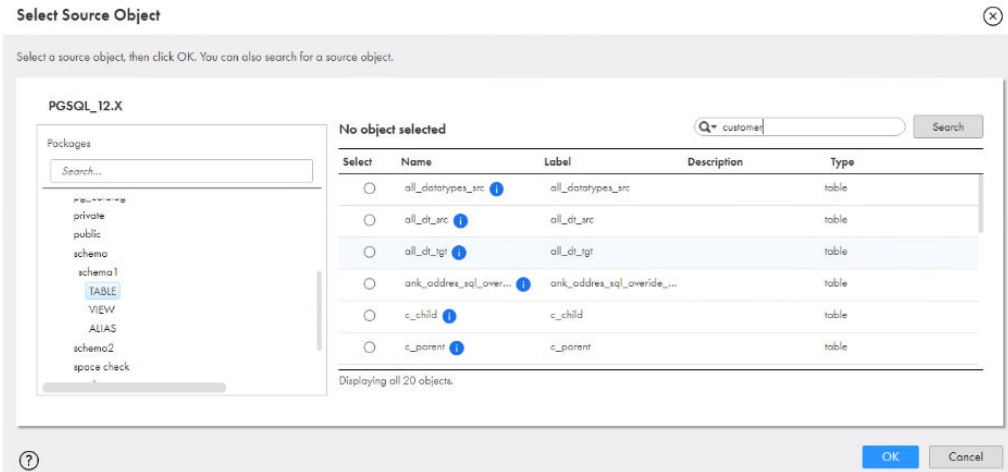 Select Source Object
Select a source object, then click OK. You can also search for a source object.
PGSQL_12.X
Packages
Search...
private
public
schema
schema1
TABLE
VIEW
ALIAS
schema2
space check
No object selected
customer
Search
Select Name Label Description Type
all_datatypes_src all_datatypes_src table
all_dt_src all_dt_src table
all_dt_tgt all_dt_tgt table
ank_addres_sql_over... ank_addres_sql_overide_... table
c_child c_child table
c_parent c_parent table
Displaying all 20 objects.
OK Cancel